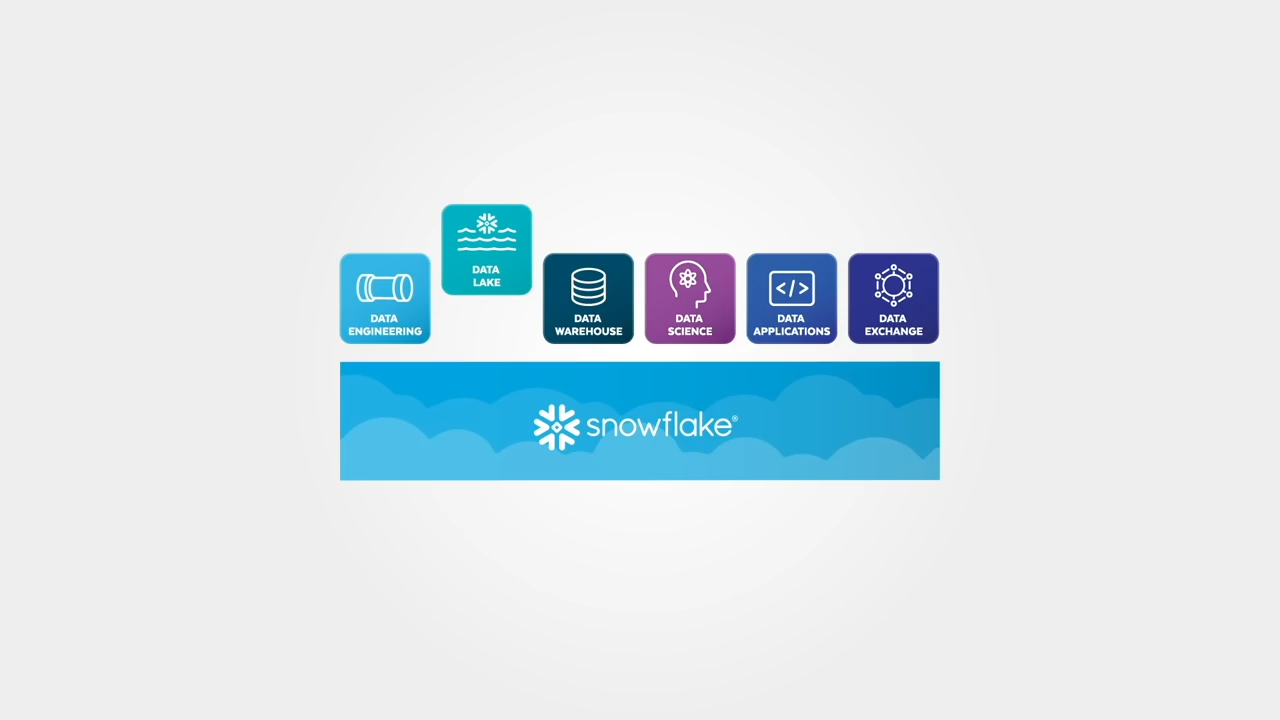 DATA
LAKE
DATA
ENGINEERING
DATA
WAREHOUSE
DATA
SCIENCE
DATA
APPLICATIONS
DATA
EXCHANGE
snowflake®